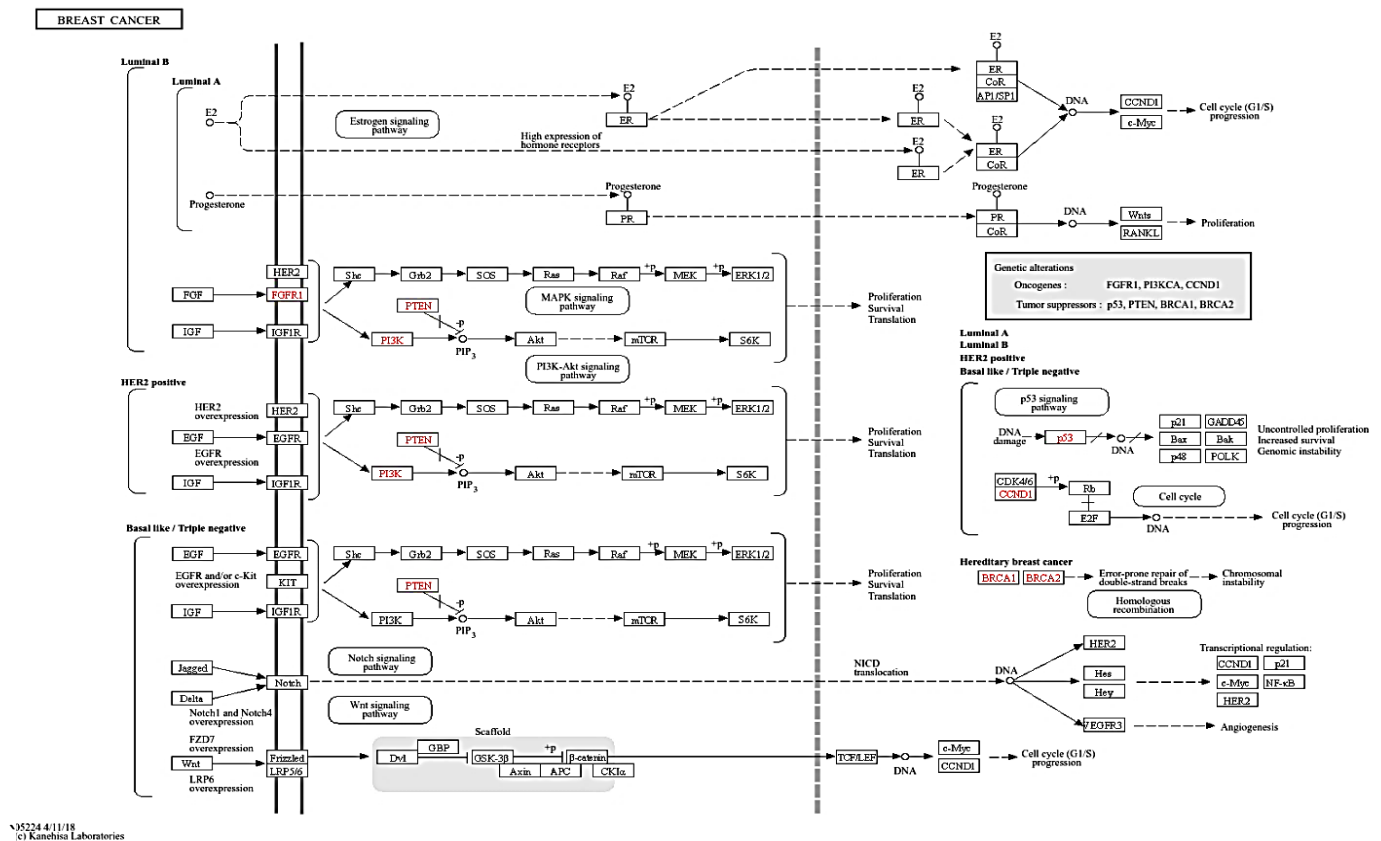 BREAST CANCER
Luminal B
Luminal A
E2
Estrogen signaling
pathway
High expression of
hormone receptors
E2
ER
E2
ER
E2
ER
E2
ER
CoR
AP1/SP1
E2
ER
CoR
DNA
CCND1
c-Myc
Cell cycle (G1/S)
progression
Progesterone
Progesterone
PR
Progesterone
PR
CoR
DNA
Wnts
RANKL
Proliferation
HER2
FGF
FGFR1
IGF
IGF1R
Shc
Grb2
SOS
Ras
Raf
+p
MEK
+p
ERK1/2
PTEN
MAPK signaling
pathway
-p
PI3K
PIP3
Akt
mTOR
S6K
PI3K-Akt signaling
pathway
Proliferation
Survival
Translation
Genetic alterations
Oncogenes : FGFR1, PI3KCA, CCND1
Tumor suppressors : p53, PTEN, BRCA1, BRCA2
HER2 positive
HER2
overexpression
HER2
EGF
EGFR
EGFR
overexpression
IGF
IGF1R
Shc
Grb2
SOS
Ras
Raf
+p
MEK
+p
ERK1/2
PTEN
-p
PI3K
PIP3
Akt
mTOR
S6K
Proliferation
Survival
Translation
Luminal A
Luminal B
HER2 positive
Basal like / Triple negative
p53 signaling
pathway
DNA
damage
p53
DNA
p21
GADD45
Bax
Bak
p48
POLK
Uncontrolled proliferation
Increased survival
Genomic instability
CDK4/6
CCND1
+p
Rb
E2F
Cell cycle
DNA
Cell cycle (G1/S)
progression
Basal like / Triple negative
EGF
EGFR
EGFR and/or c-Kit
overexpression
KIT
IGF
IGF1R
Shc
Grb2
SOS
Ras
Raf
+p
MEK
+p
ERK1/2
PTEN
-p
PI3K
PIP3
Akt
mTOR
S6K
Proliferation
Survival
Translation
Hereditary breast cancer
BRCA1
BRCA2
Error-prone repair of
double-strand breaks
Chromosomal
instability
Homologous
recombination
Jagged
Delta
Notch
Notch signaling
pathway
Notch1 and Notch4
overexpression
NICD
translocation
DNA
HER2
Hes
Hey
VEGFR3
Transcriptional regulation:
CCND1
p21
c-Myc
NF-κB
HER2
Angiogenesis
Wnt signaling
pathway
FZD7
overexpression
Wnt
LRP6
overexpression
Frizzled
LRP5/6
Scaffold
Dvl
GBP
GSK-3β
+p
β-catenin
Axin
APC
CKIα
TCF/LEF
DNA
c-Myc
CCND1
Cell cycle (G1/S)
progression
05224 4/11/18
(c) Kanehisa Laboratories